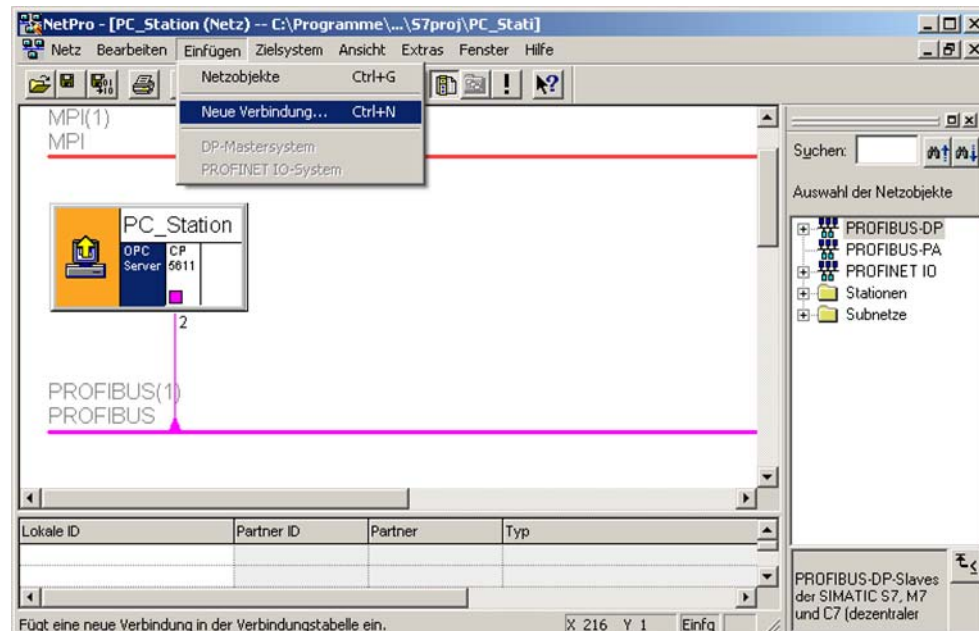 NetPro - [PC_Station (Netz) -- C:\Programme\...\S7proj\PC_Stati]
Netz Bearbeiten Einfügen Zielsystem Ansicht Extras Fenster Hilfe
Netzobjekte Ctrl+G
Neue Verbindung... Ctrl+N
DP-Mastersystem
PROFINET IO-System
MPI(1)
MPI
PC_Station
OPC Server
CP 5611
2
PROFIBUS(1)
PROFIBUS
Suchen:
Auswahl der Netzobjekte
PROFIBUS-DP
PROFIBUS-PA
PROFINET IO
Stationen
Subnetze
Lokale ID Partner ID Partner Typ
PROFIBUS-DP-Slaves
der SIMATIC S7, M7
und C7 (dezentraler
Fügt eine neue Verbindung in der Verbindungstabelle ein. X 216 Y 1 Einfg